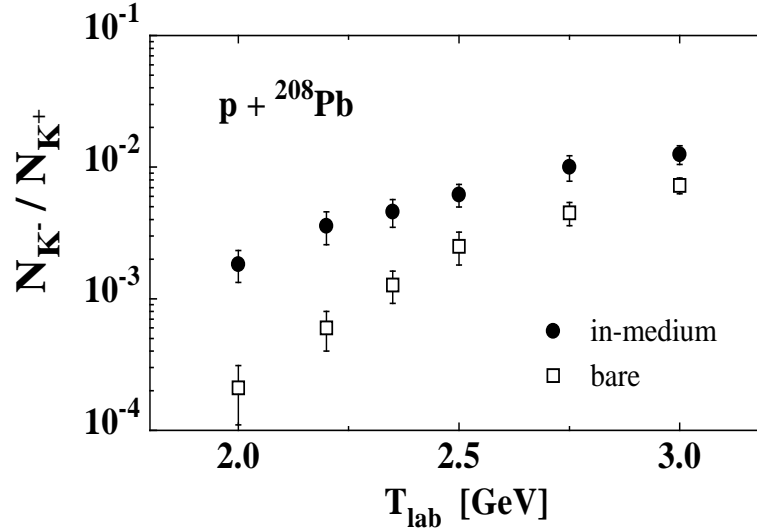 10^-1
p + ^208Pb
10^-2
N_K^- / N_K^+
10^-3
in-medium
bare
10^-4
2.0 2.5 3.0
T_lab [GeV]